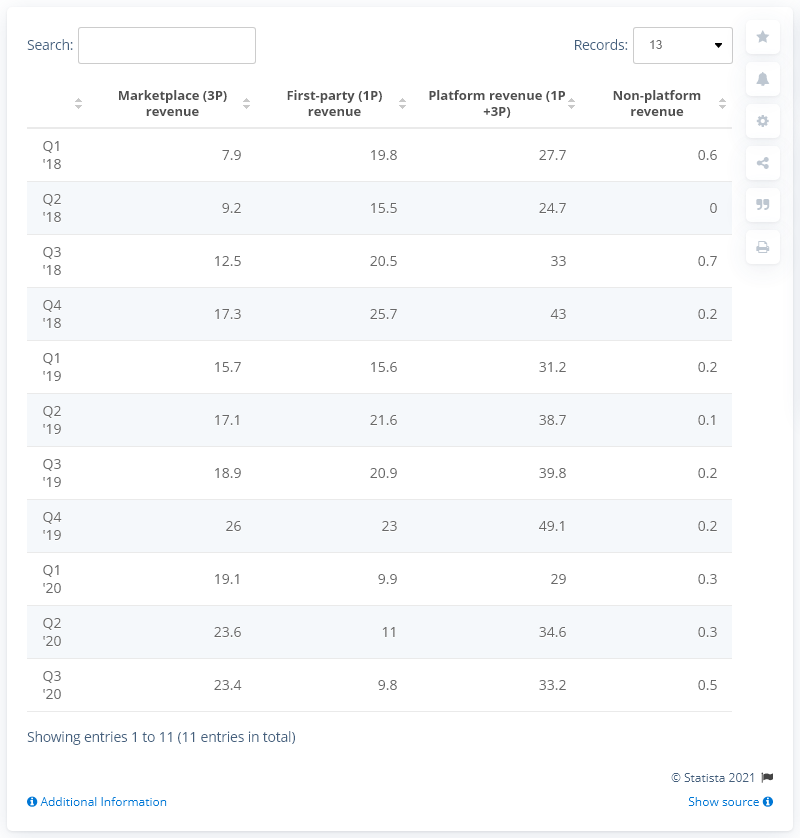 Search:
Records: 13
Marketplace (3P) revenue First-party (1P) revenue Platform revenue (1P +3P) Non-platform revenue
Q1 '18 7.9 19.8 27.7 0.6
Q2 '18 9.2 15.5 24.7 0
Q3 '18 12.5 20.5 33 0.7
Q4 '18 17.3 25.7 43 0.2
Q1 '19 15.7 15.6 31.2 0.2
Q2 '19 17.1 21.6 38.7 0.1
Q3 '19 18.9 20.9 39.8 0.2
Q4 '19 26 23 49.1 0.2
Q1 '20 19.1 9.9 29 0.3
Q2 '20 23.6 11 34.6 0.3
Q3 '20 23.4 9.8 33.2 0.5
Showing entries 1 to 11 (11 entries in total)
© Statista 2021
Additional Information
Show source